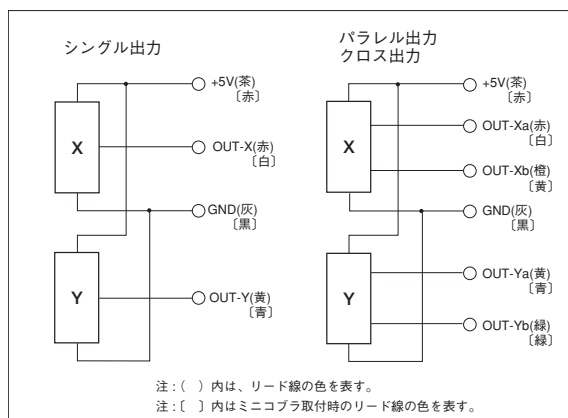 シングル出力
+5V(茶)
〔赤〕
X
OUT-X(赤)
〔白〕
GND(灰)
〔黒〕
Y
OUT-Y(黄)
〔青〕
パラレル出力
クロス出力
+5V(茶)
〔赤〕
X
OUT-Xa(赤)
〔白〕
OUT-Xb(橙)
〔黄〕
GND(灰)
〔黒〕
Y
OUT-Ya(黄)
〔青〕
OUT-Yb(緑)
〔緑〕
注:( )内は、リード線の色を表す。
注:〔 〕内はミニコブラ取付時のリード線の色を表す。